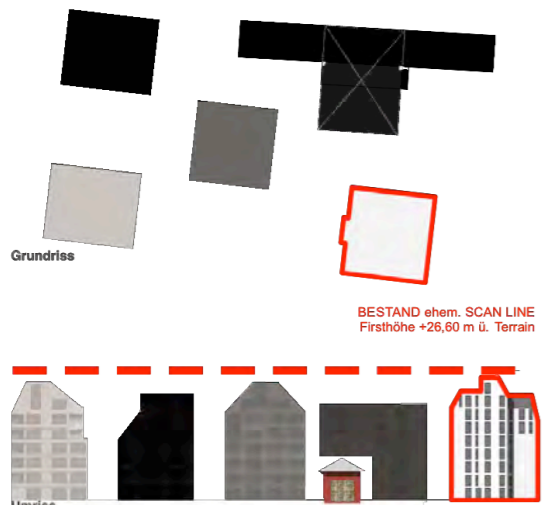 Grundriss
BESTAND ehem. SCAN LINE
Firsthöhe +26,60 m ü. Terrain